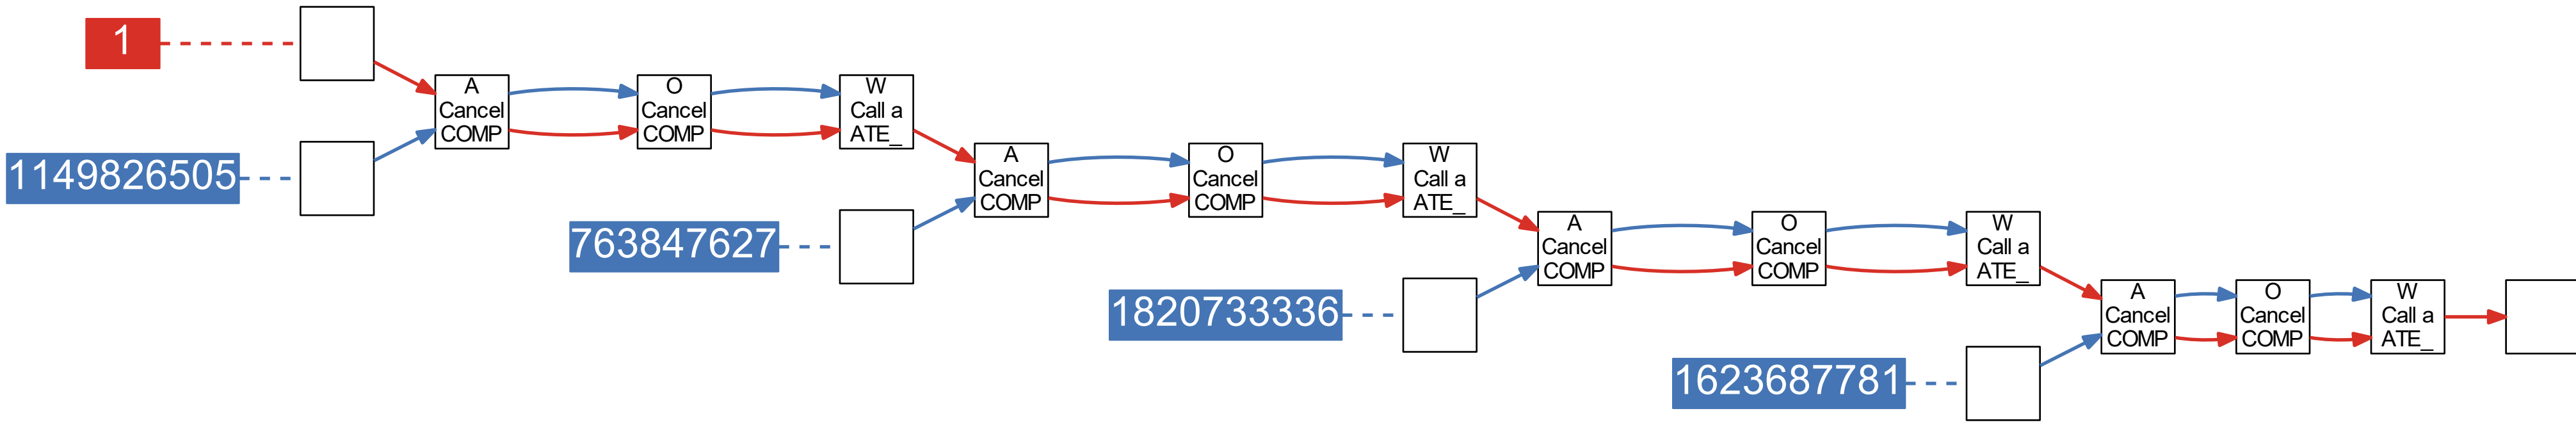 1
A
Cancel
COMP
O
Cancel
COMP
W
Call a
ATE_
1149826505
A
Cancel
COMP
O
Cancel
COMP
W
Call a
ATE_
763847627
A
Cancel
COMP
O
Cancel
COMP
W
Call a
ATE_
1820733336
A
Cancel
COMP
O
Cancel
COMP
W
Call a
ATE_
1623687781